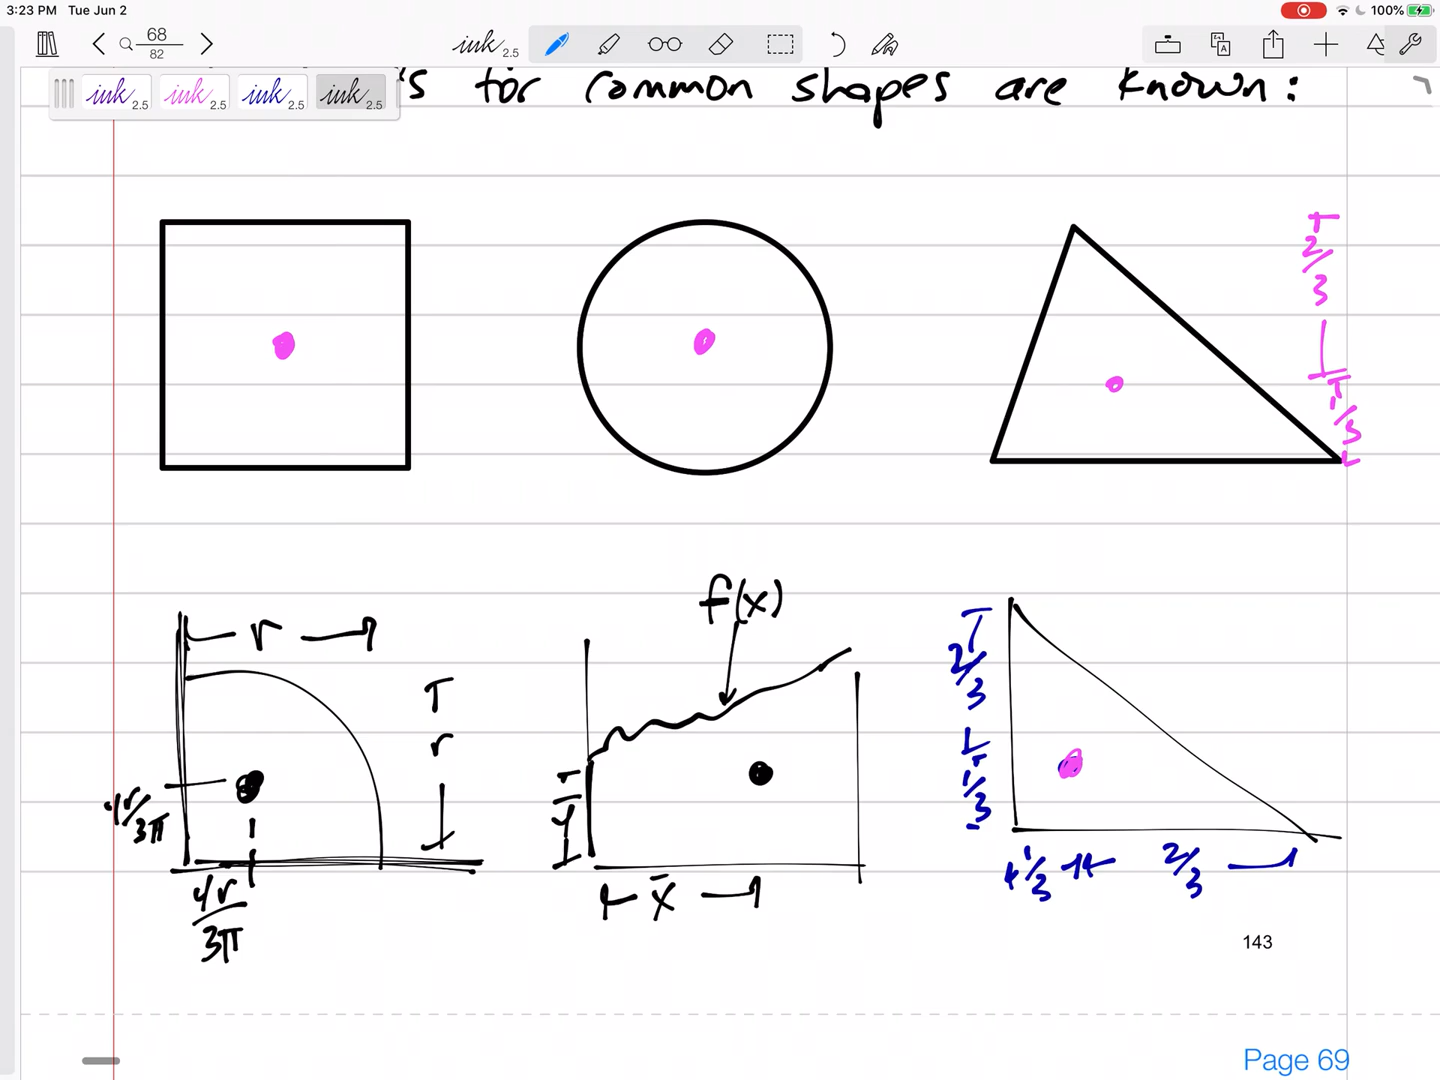 3:23 PM Tue Jun 2
100%
68
82
ink 2.5
ink 2.5
ink 2.5
ink 2.5
ink 2.5
's for common shapes are known:
2/3
1/3
f(x)
r
r
4r/3π
4r
3π
ȳ
x̄
2/3
1/3
1/3
2/3
143
Page 69